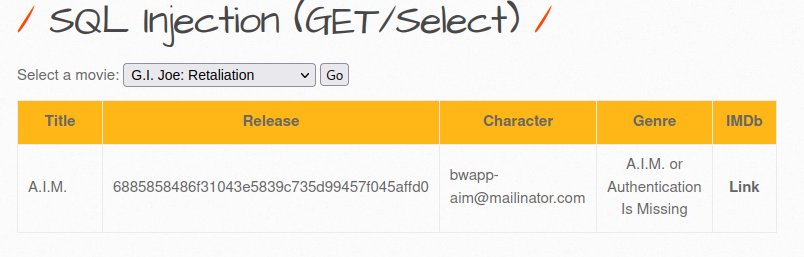 / SQL Injection (GET/Select) /
Select a movie: G.I. Joe: Retaliation Go
Title Release Character Genre IMDb
A.I.M. 6885858486f31043e5839c735d99457f045affd0 bwapp-aim@mailinator.com A.I.M. or Authentication Is Missing Link